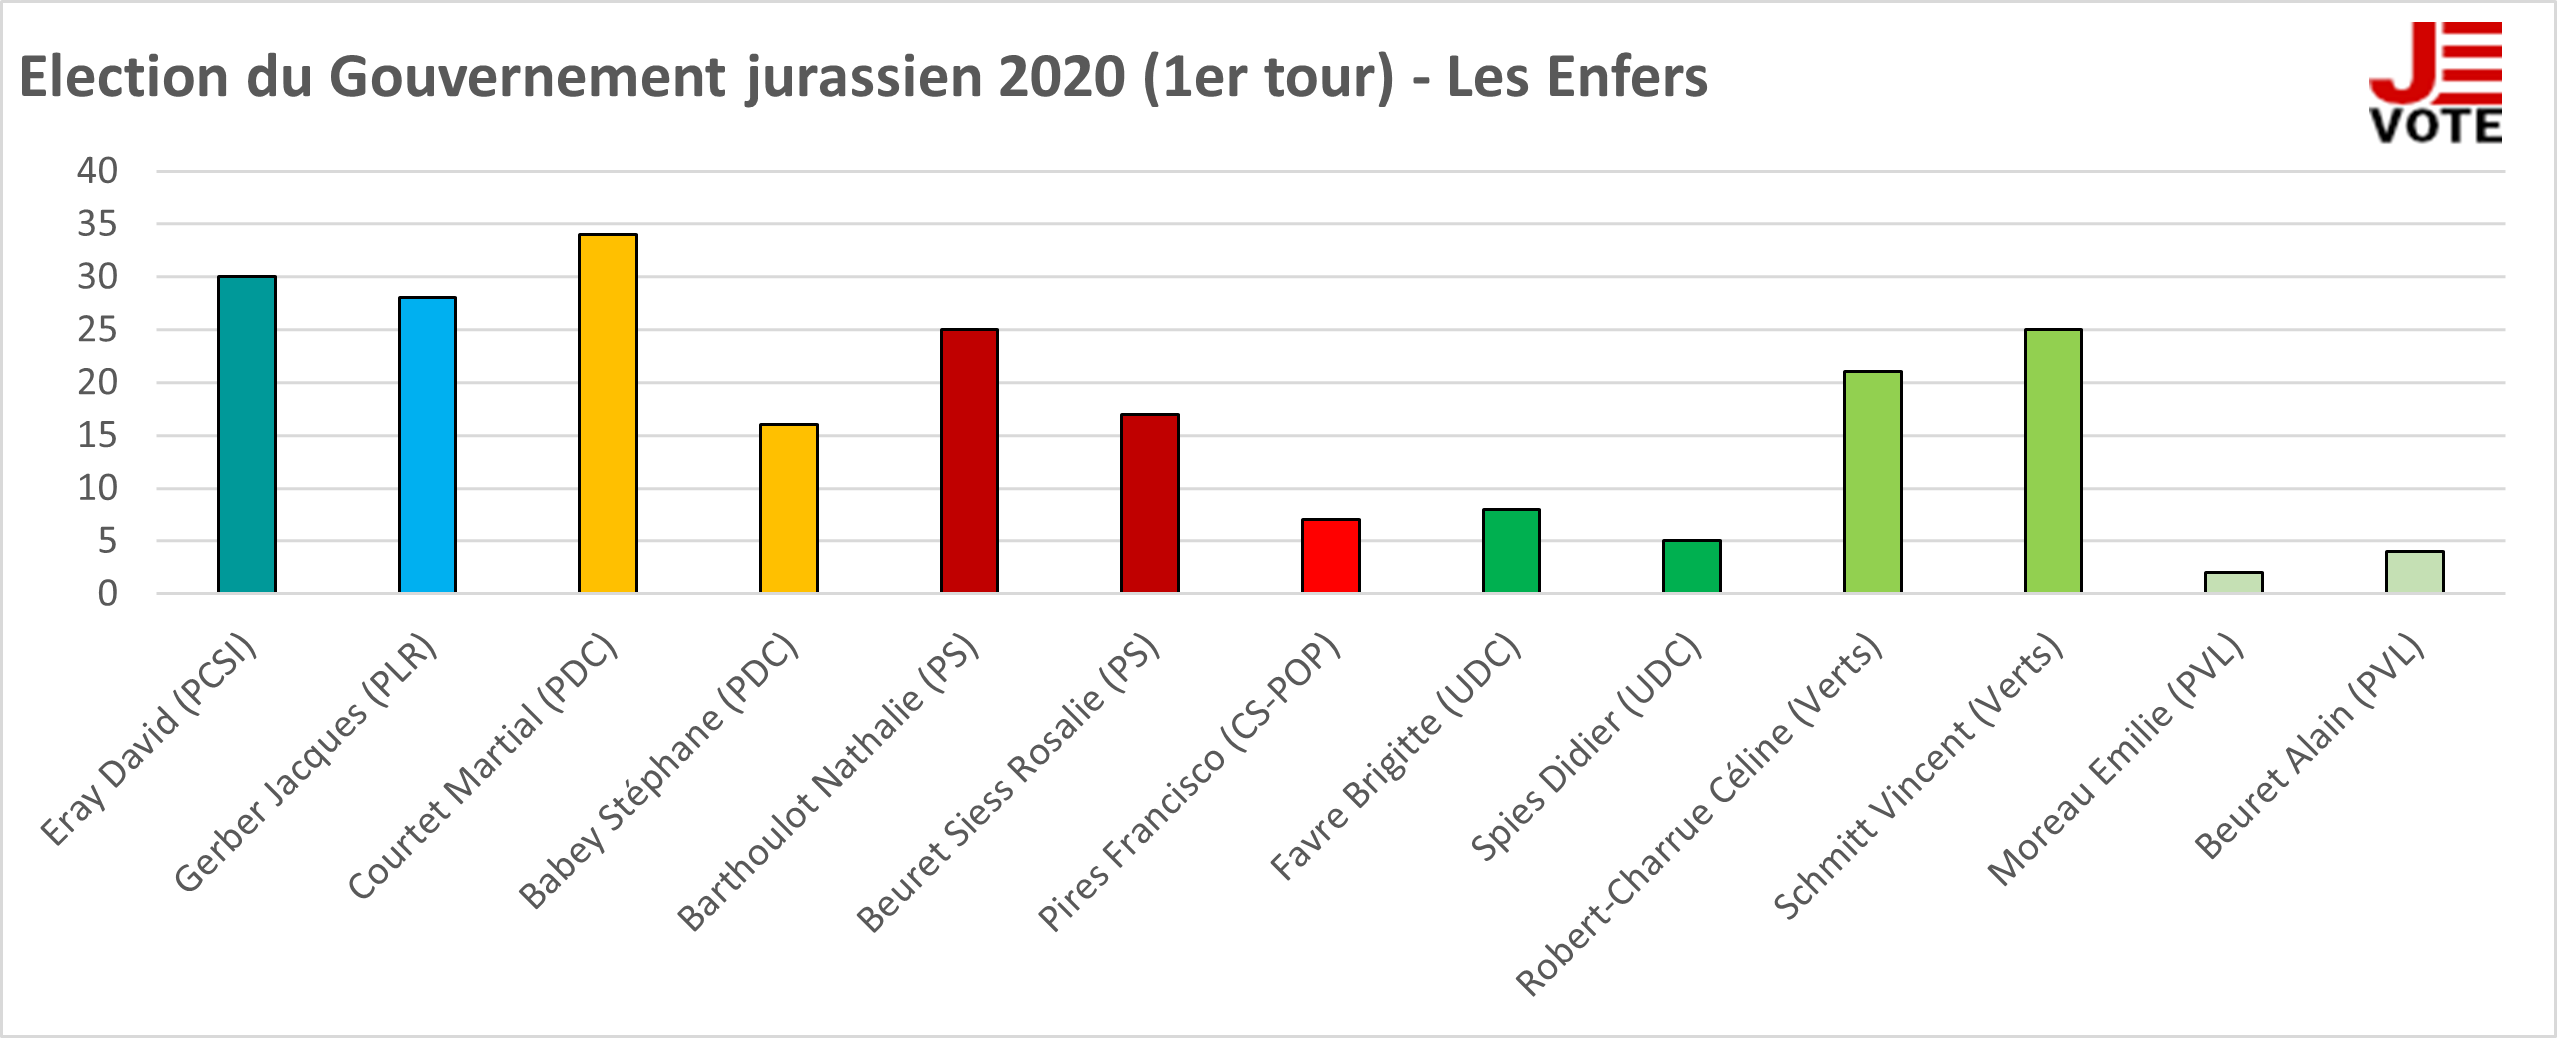 Election du Gouvernement jurassien 2020 (1er tour) - Les Enfers
JE
VOTE
40
35
30
25
20
15
10
5
0
Eray David (PCSI)
Gerber Jacques (PLR)
Courtet Martial (PDC)
Babey Stéphane (PDC)
Barthoulot Nathalie (PS)
Beuret Siess Rosalie (PS)
Pires Francisco (CS-POP)
Favre Brigitte (UDC)
Spies Didier (UDC)
Robert-Charrue Céline (Verts)
Schmitt Vincent (Verts)
Moreau Emilie (PVL)
Beuret Alain (PVL)